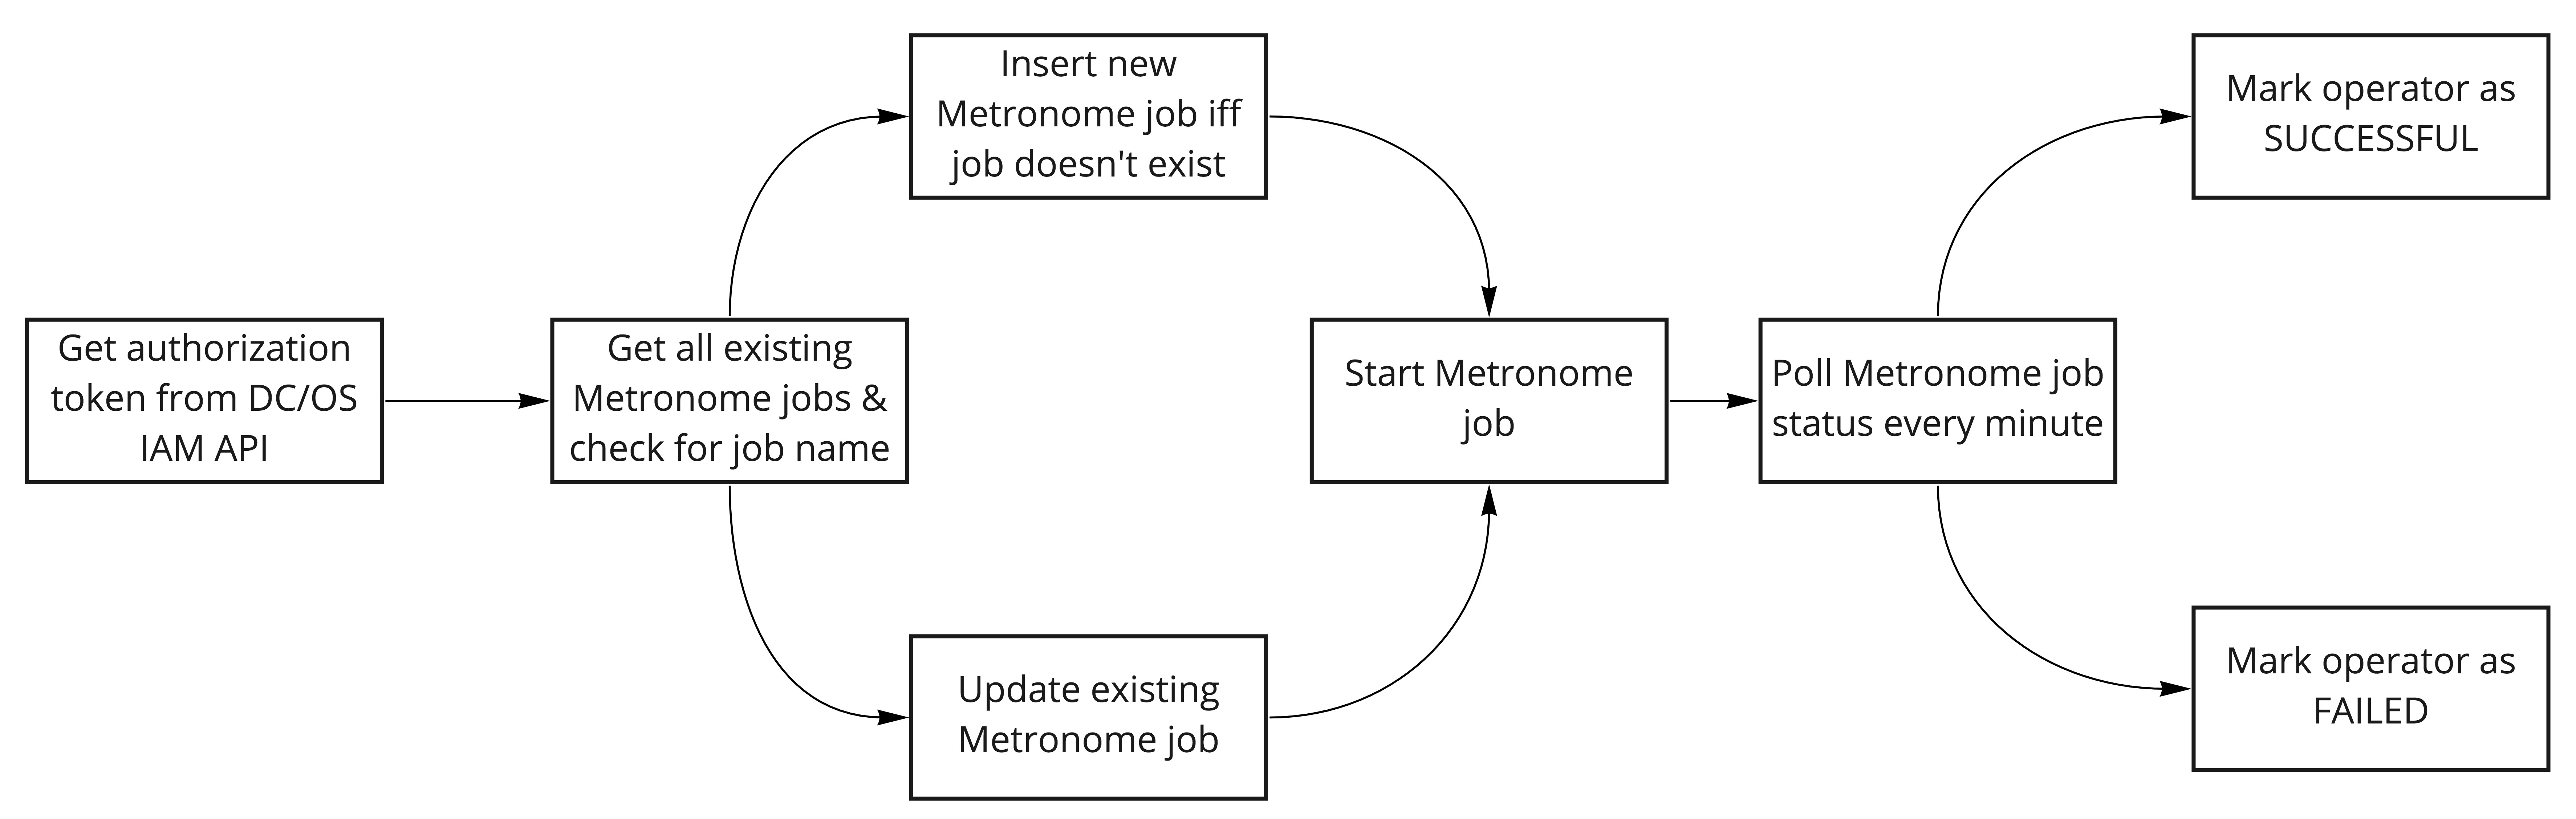 Get authorization
token from DC/OS
IAM API
Get all existing
Metronome jobs &
check for job name
Insert new
Metronome job iff
job doesn't exist
Update existing
Metronome job
Start Metronome
job
Poll Metronome job
status every minute
Mark operator as
SUCCESSFUL
Mark operator as
FAILED